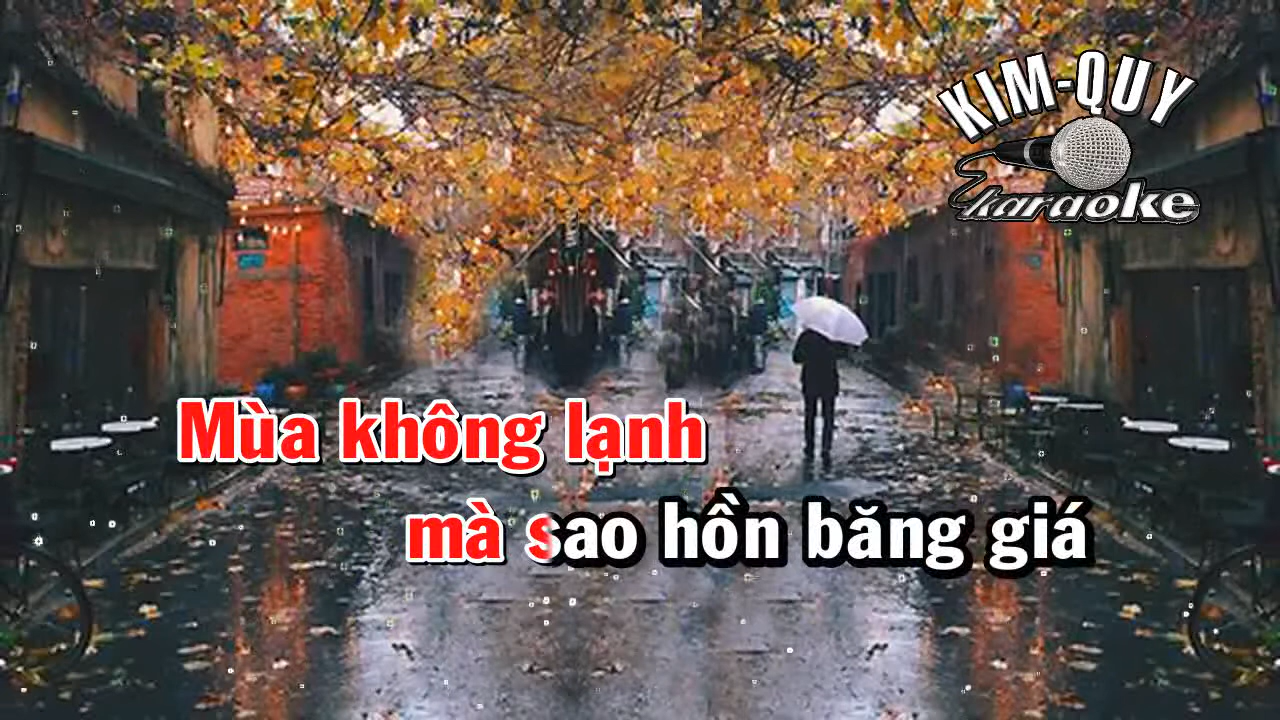 KIM-QUY
karaoke
Mùa không lạnh
mà sao hồn băng giá